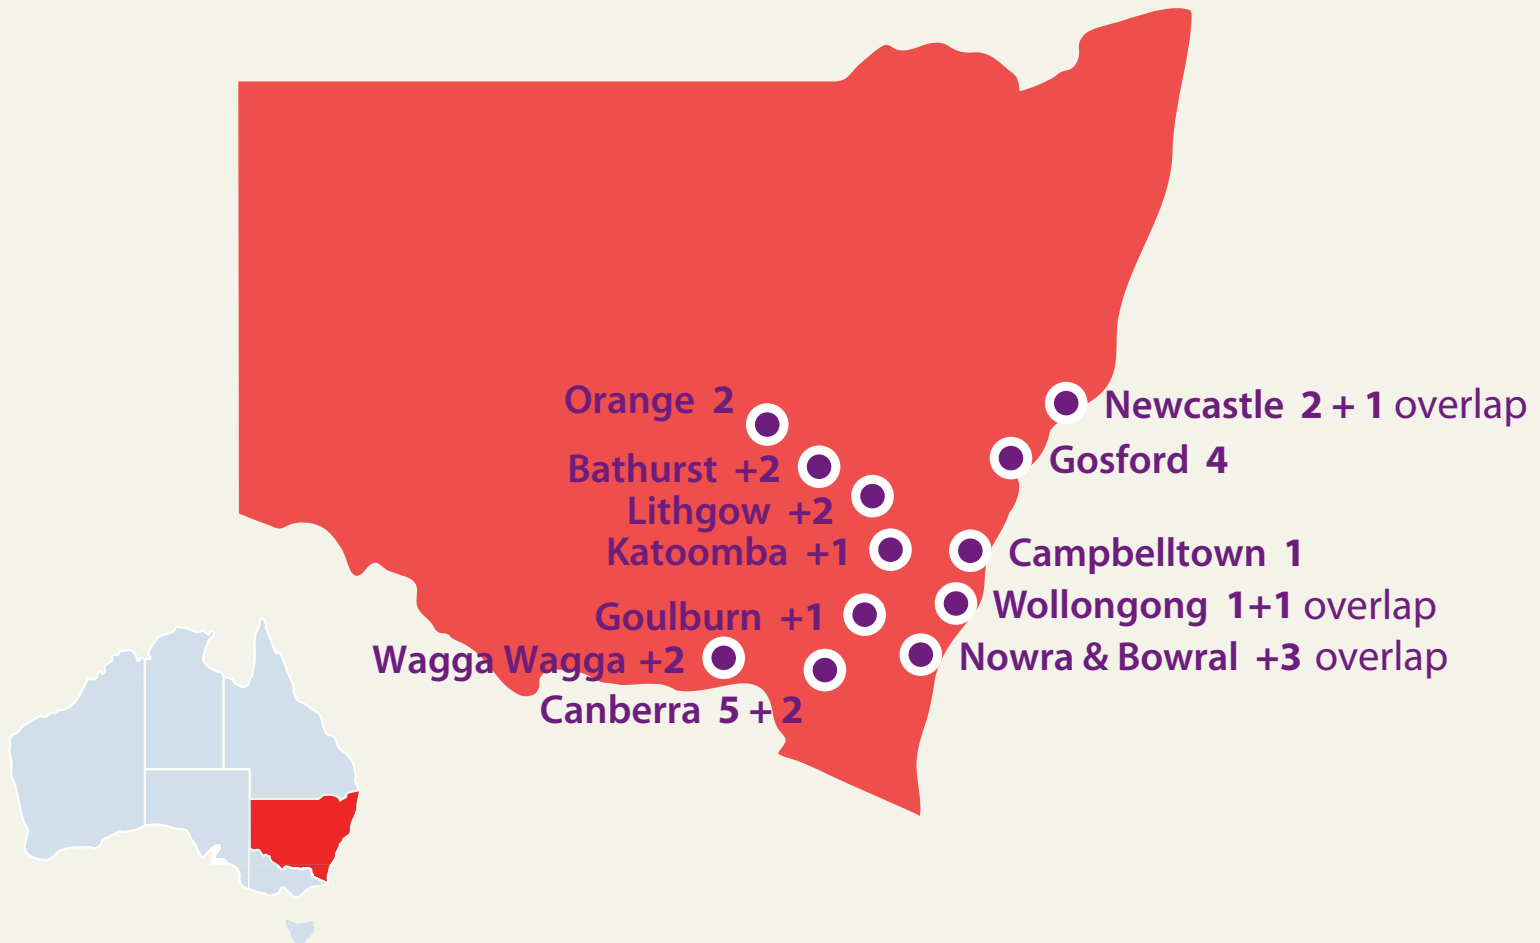 Orange 2
Newcastle 2 + 1 overlap
Bathurst +2
Gosford 4
Lithgow +2
Katoomba +1
Campbelltown 1
Goulburn +1
Wollongong 1+1 overlap
Wagga Wagga +2
Nowra & Bowral +3 overlap
Canberra 5 + 2